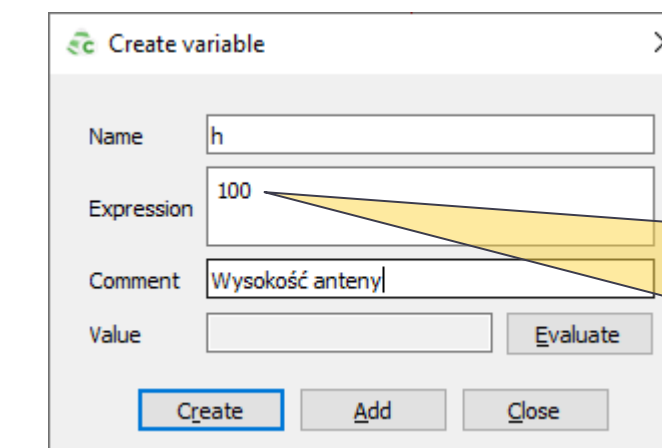 Create variable
Name h
Expression 100
Comment Wysokość anteny
Value Evaluate
Create Add Close